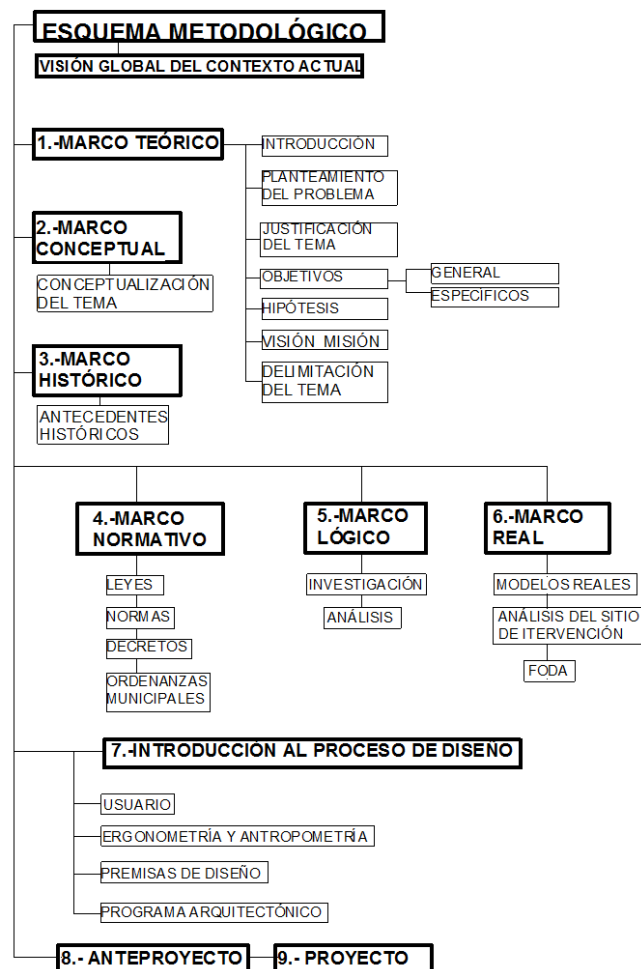 ESQUEMA METODOLÓGICO
VISIÓN GLOBAL DEL CONTEXTO ACTUAL
1.-MARCO TEÓRICO
INTRODUCCIÓN
PLANTEAMIENTO
DEL PROBLEMA
JUSTIFICACIÓN
DEL TEMA
OBJETIVOS
GENERAL
ESPECÍFICOS
HIPÓTESIS
VISIÓN MISIÓN
DELIMITACIÓN
DEL TEMA
2.-MARCO
CONCEPTUAL
CONCEPTUALIZACIÓN
DEL TEMA
3.-MARCO
HISTÓRICO
ANTECEDENTES
HISTÓRICOS
4.-MARCO
NORMATIVO
LEYES
NORMAS
DECRETOS
ORDENANZAS
MUNICIPALES
5.-MARCO
LÓGICO
INVESTIGACIÓN
ANÁLISIS
6.-MARCO
REAL
MODELOS REALES
ANÁLISIS DEL SITIO
DE ITERVENCIÓN
FODA
7.-INTRODUCCIÓN AL PROCESO DE DISEÑO
USUARIO
ERGONOMETRÍA Y ANTROPOMETRÍA
PREMISAS DE DISEÑO
PROGRAMA ARQUITECTÓNICO
8.- ANTEPROYECTO
9.- PROYECTO